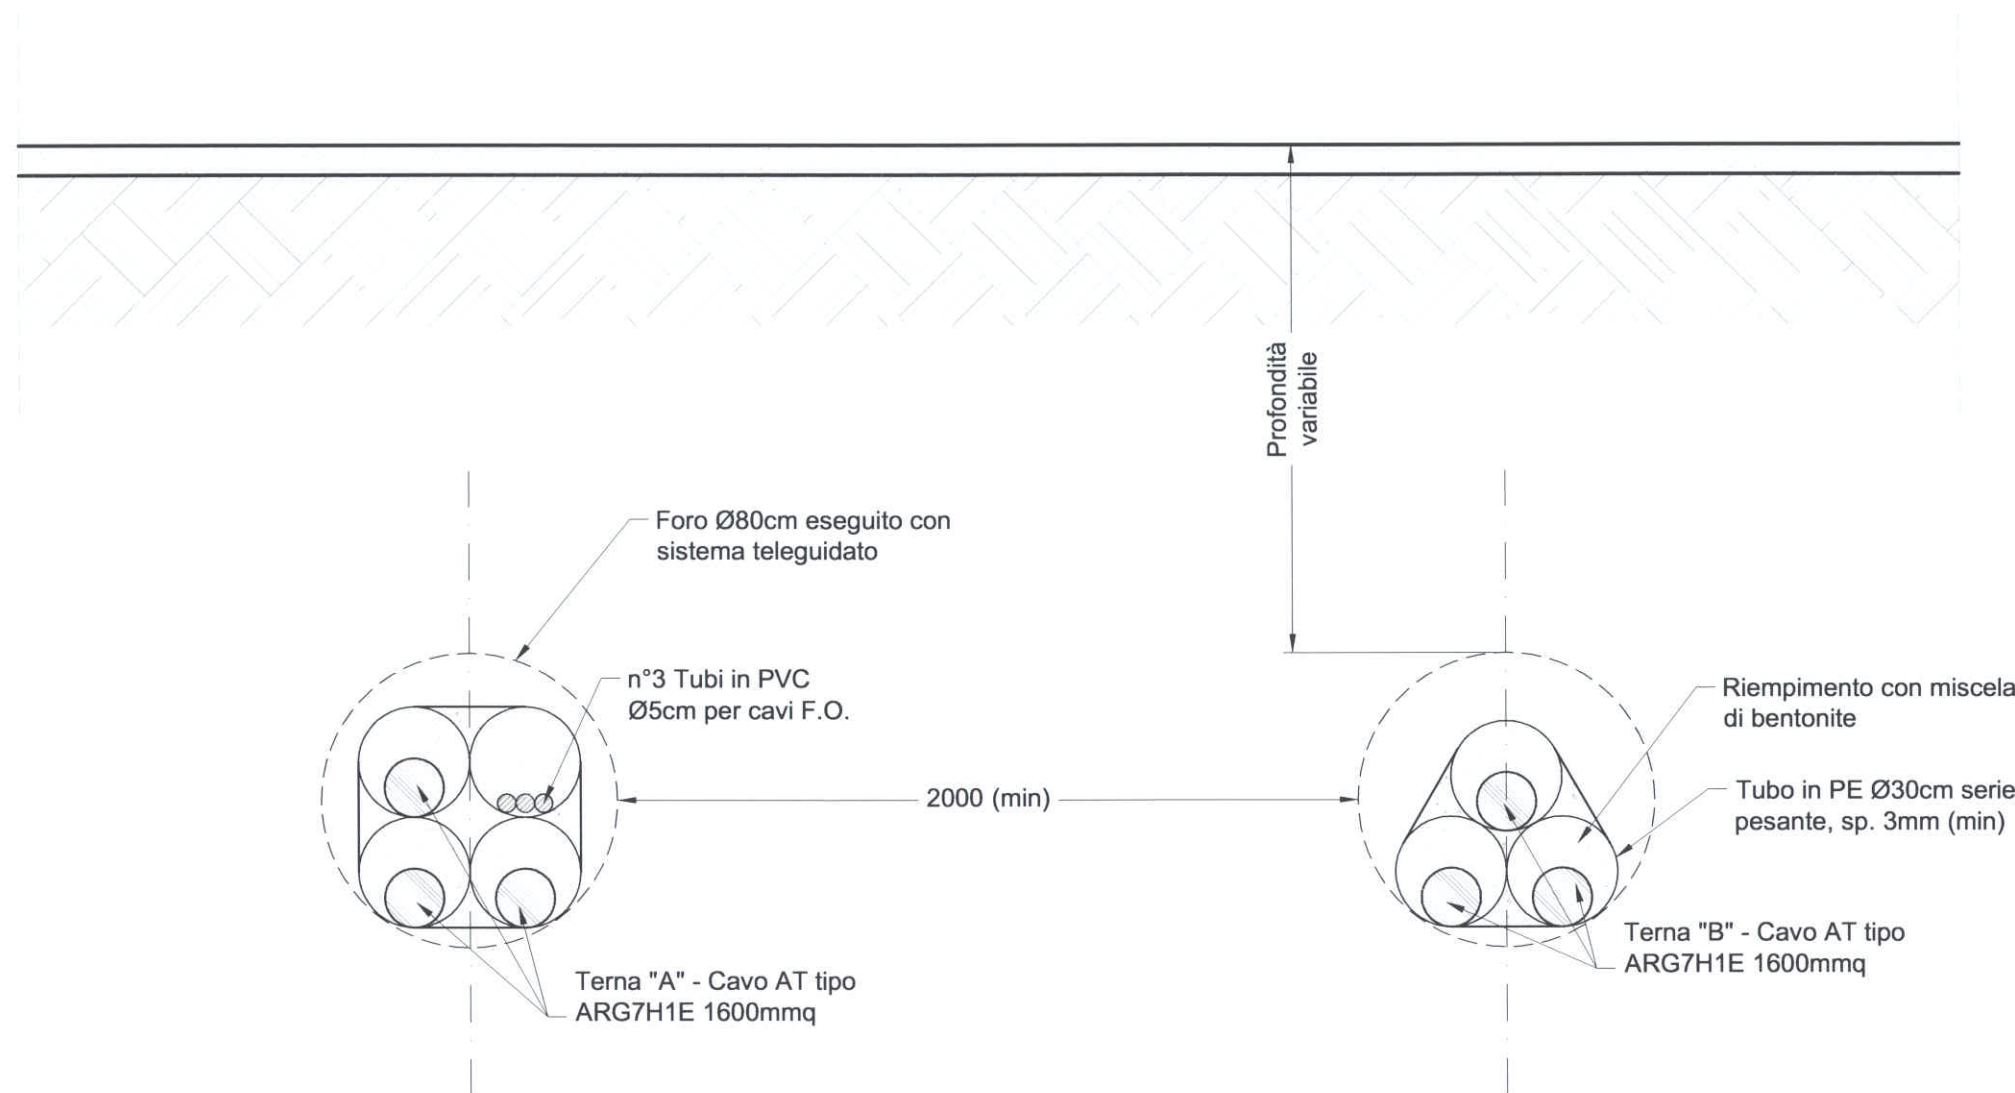 Profondità
variabile
Foro Ø80cm eseguito con
sistema teleguidato
n°3 Tubi in PVC
Ø5cm per cavi F.O.
2000 (min)
Riempimento con miscela
di bentonite
Tubo in PE Ø30cm serie
pesante, sp. 3mm (min)
Terna "B" - Cavo AT tipo
ARG7H1E 1600mmq
Terna "A" - Cavo AT tipo
ARG7H1E 1600mmq